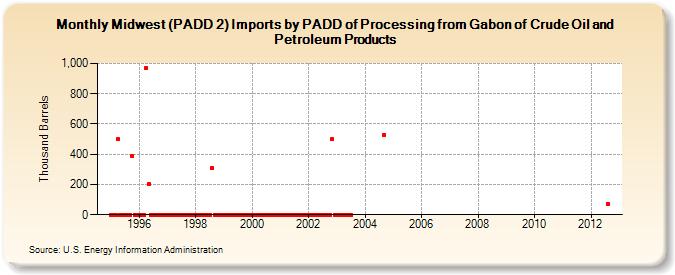 Monthly Midwest (PADD 2) Imports by PADD of Processing from Gabon of Crude Oil and
Petroleum Products
Thousand Barrels
1,000
800
600
400
200
0
1996 1998 2000 2002 2004 2006 2008 2010 2012
Source: U.S. Energy Information Administration